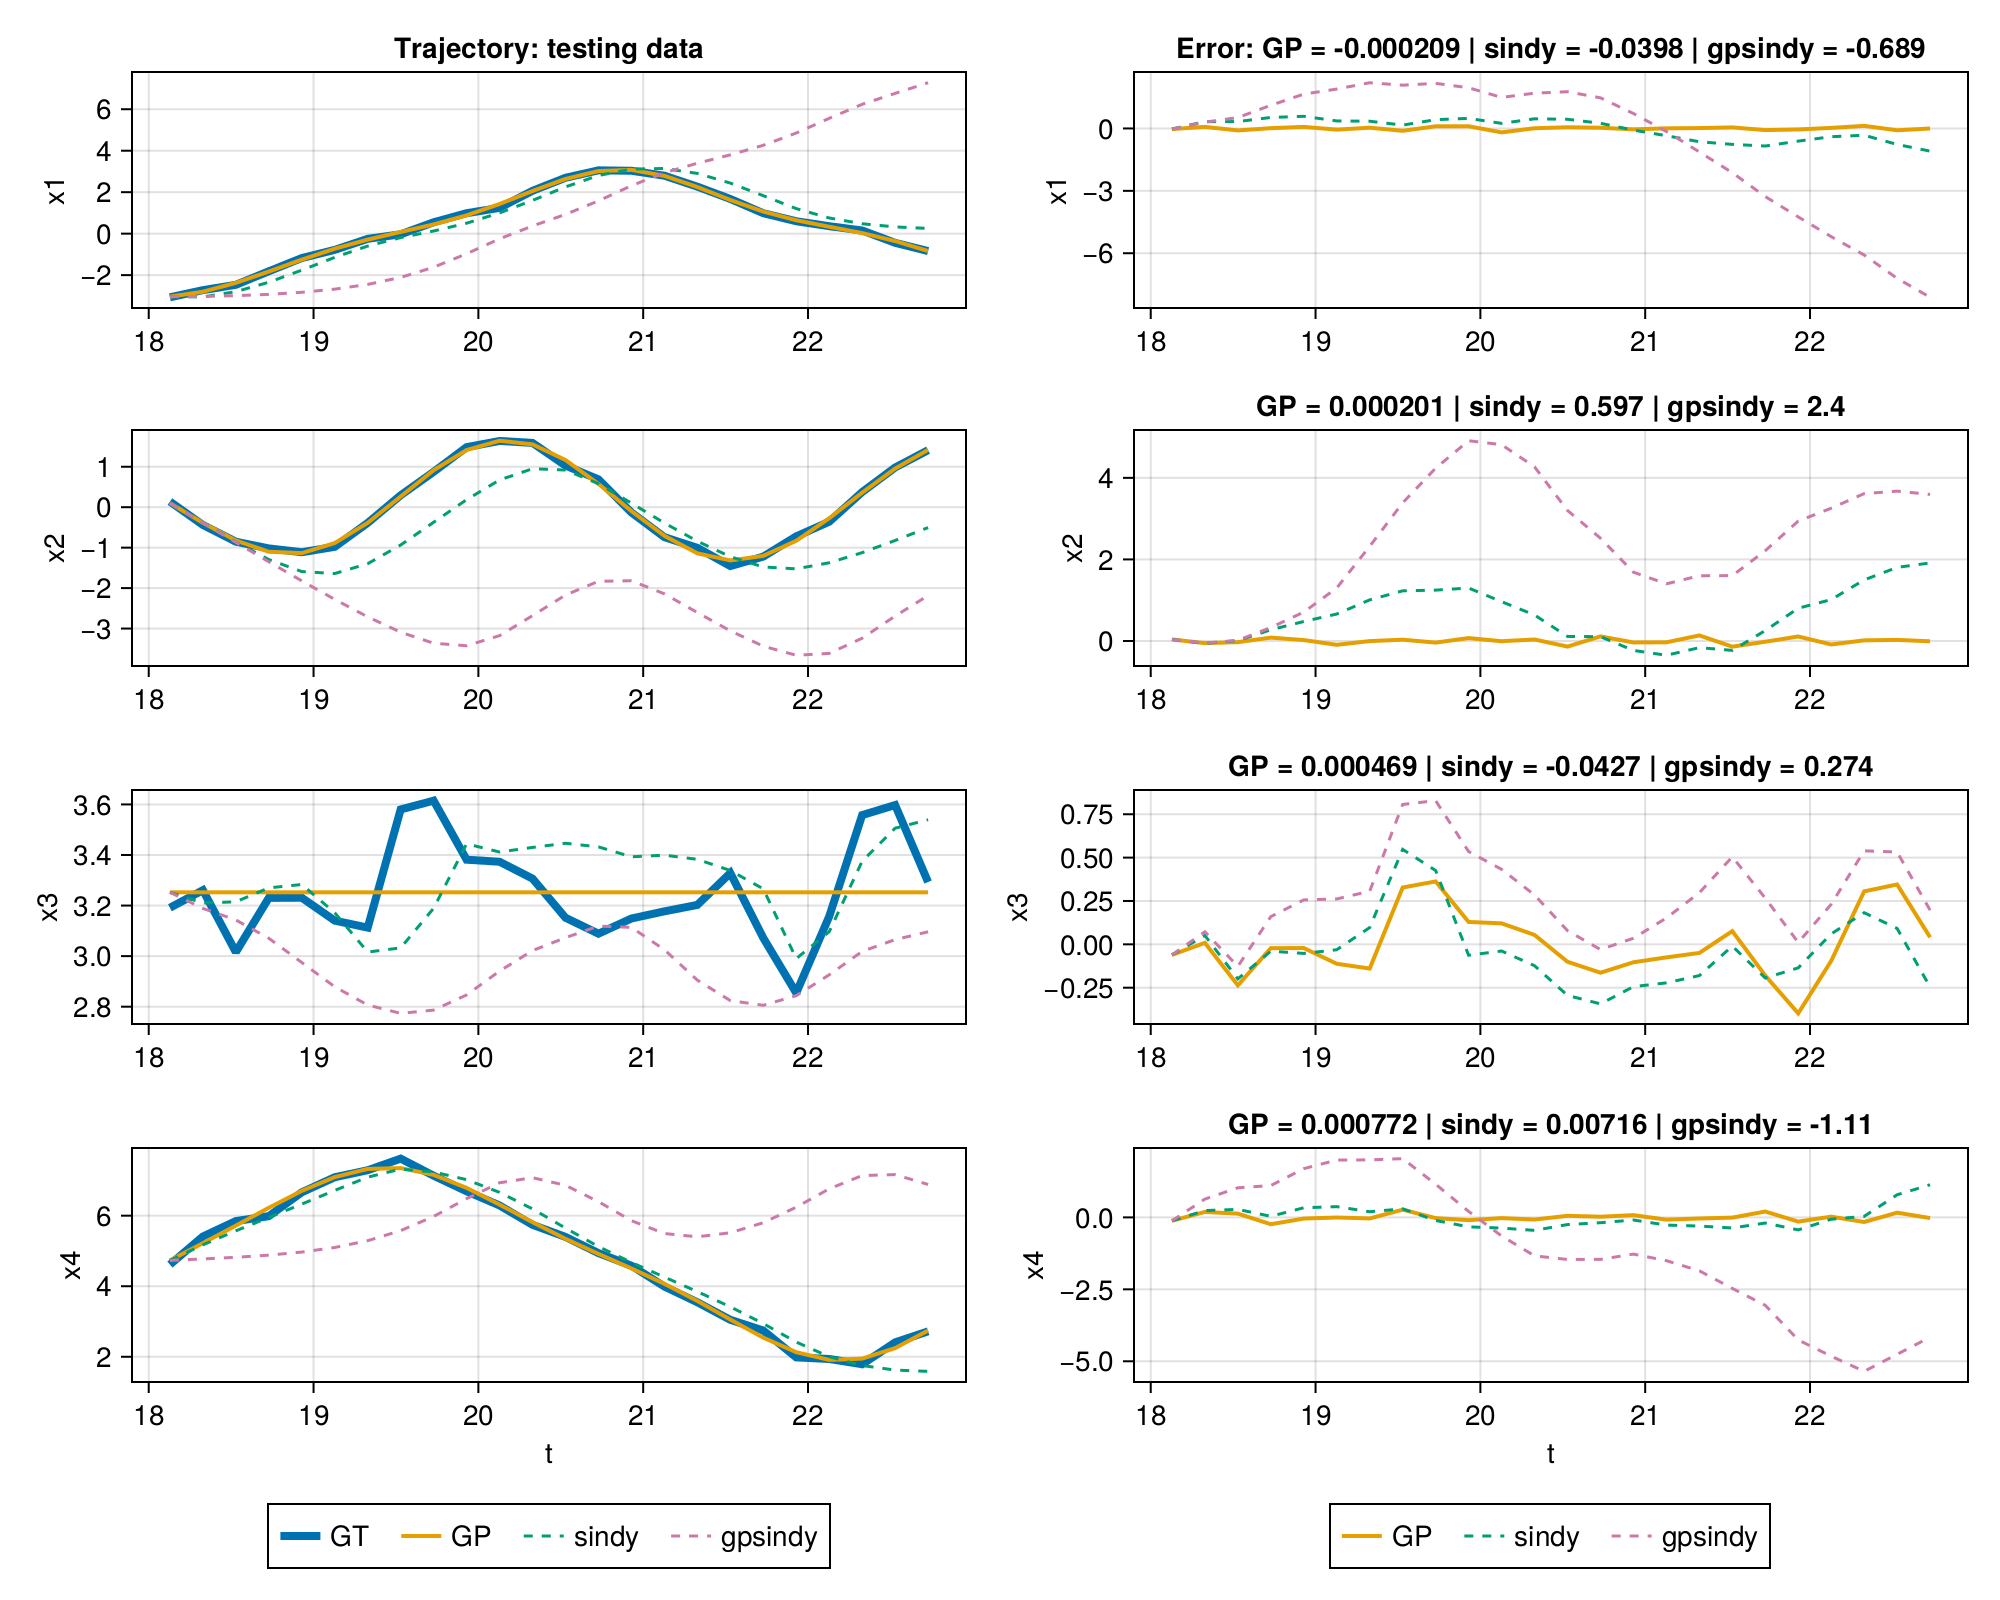 Trajectory: testing data
x1
6
4
2
0
−2
18 19 20 21 22
Error: GP = -0.000209 | sindy = -0.0398 | gpsindy = -0.689
x1
0
−3
−6
18 19 20 21 22
x2
1
0
−1
−2
−3
18 19 20 21 22
GP = 0.000201 | sindy = 0.597 | gpsindy = 2.4
x2
4
2
0
18 19 20 21 22
x3
3.6
3.4
3.2
3.0
2.8
18 19 20 21 22
GP = 0.000469 | sindy = -0.0427 | gpsindy = 0.274
x3
0.75
0.50
0.25
0.00
−0.25
18 19 20 21 22
x4
6
4
2
18 19 20 21 22
t
GP = 0.000772 | sindy = 0.00716 | gpsindy = -1.11
x4
0.0
−2.5
−5.0
18 19 20 21 22
t
GT GP sindy gpsindy
GP sindy gpsindy